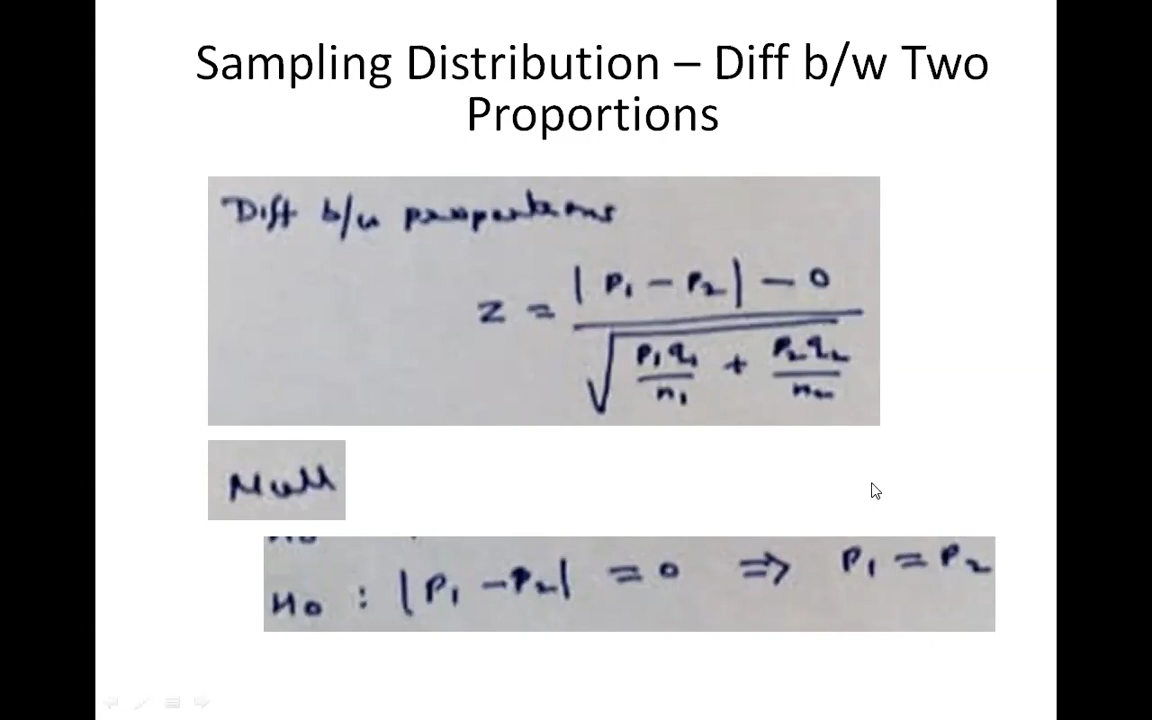 Sampling Distribution – Diff b/w Two
Proportions
Diff b/w proportions
z = |P₁ – P₂| – 0 / √(P₁q₁/n₁ + P₂q₂/n₂)
Null
H₀ : |P₁ – P₂| = 0 ⇒ P₁ = P₂